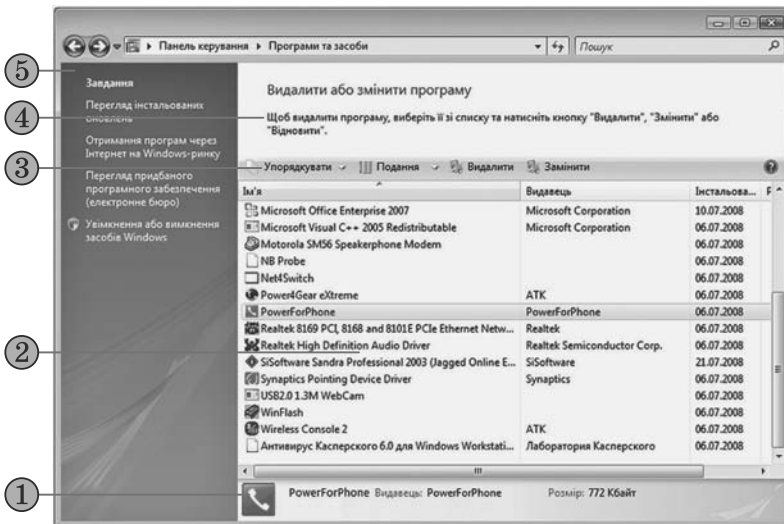 Панель керування ▸ Програми та засоби
Пошук
5
Завдання
Перегляд інстальованих
оновлень
Отримання програм через
Інтернет на Windows-ринку
Перегляд придбаного
програмного забезпечення
(електронне бюро)
Увімкнення або вимкнення
засобів Windows
Видалити або змінити програму
4
Щоб видалити програму, виберіть її зі списку та натисніть кнопку "Видалити", "Змінити" або
"Відновити".
3
Упорядкувати Подання Видалити Замінити
Ім'я Видавець Інстальова...
Microsoft Office Enterprise 2007 Microsoft Corporation 10.07.2008
Microsoft Visual C++ 2005 Redistributable Microsoft Corporation 06.07.2008
Motorola SM56 Speakerphone Modem 06.07.2008
NB Probe 06.07.2008
Net4Switch 06.07.2008
Power4Gear eXtreme ATK 06.07.2008
PowerForPhone PowerForPhone 06.07.2008
Realtek 8169 PCI, 8168 and 8101E PCIe Ethernet Netw... Realtek 06.07.2008
2
Realtek High Definition Audio Driver Realtek Semiconductor Corp. 06.07.2008
SiSoftware Sandra Professional 2003 (Jagged Online E... SiSoftware 21.07.2008
Synaptics Pointing Device Driver Synaptics 06.07.2008
USB2.0 1.3M WebCam 06.07.2008
WinFlash 06.07.2008
Wireless Console 2 ATK 06.07.2008
Антивирус Касперского 6.0 для Windows Workstati... Лаборатория Касперского 06.07.2008
1
PowerForPhone Видавець: PowerForPhone Розмір: 772 Кбайт